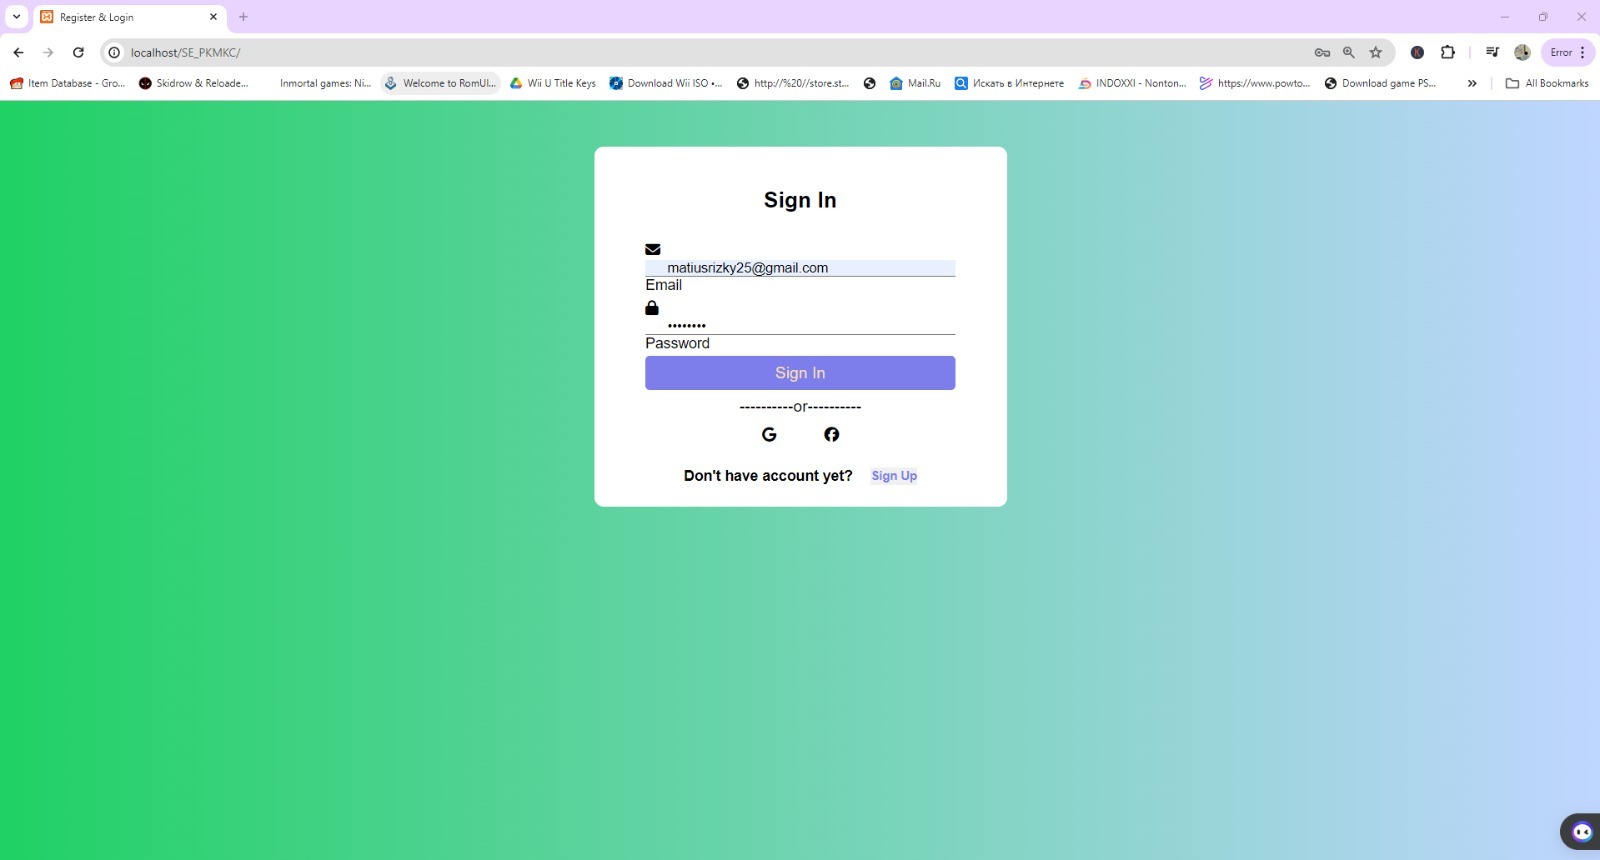 Register & Login
localhost/SE_PKMKC/
Error
Item Database - Gro...
Skidrow & Reloade...
Inmortal games: Ni...
Welcome to RomUl...
Wii U Title Keys
Download Wii ISO •...
http://%20//store.st...
Mail.Ru
Искать в Интернете
INDOXXI - Nonton...
https://www.powto...
Download game PS...
All Bookmarks
Sign In
matiusrizky25@gmail.com
Email
••••••••
Password
Sign In
----------or----------
Don't have account yet? Sign Up